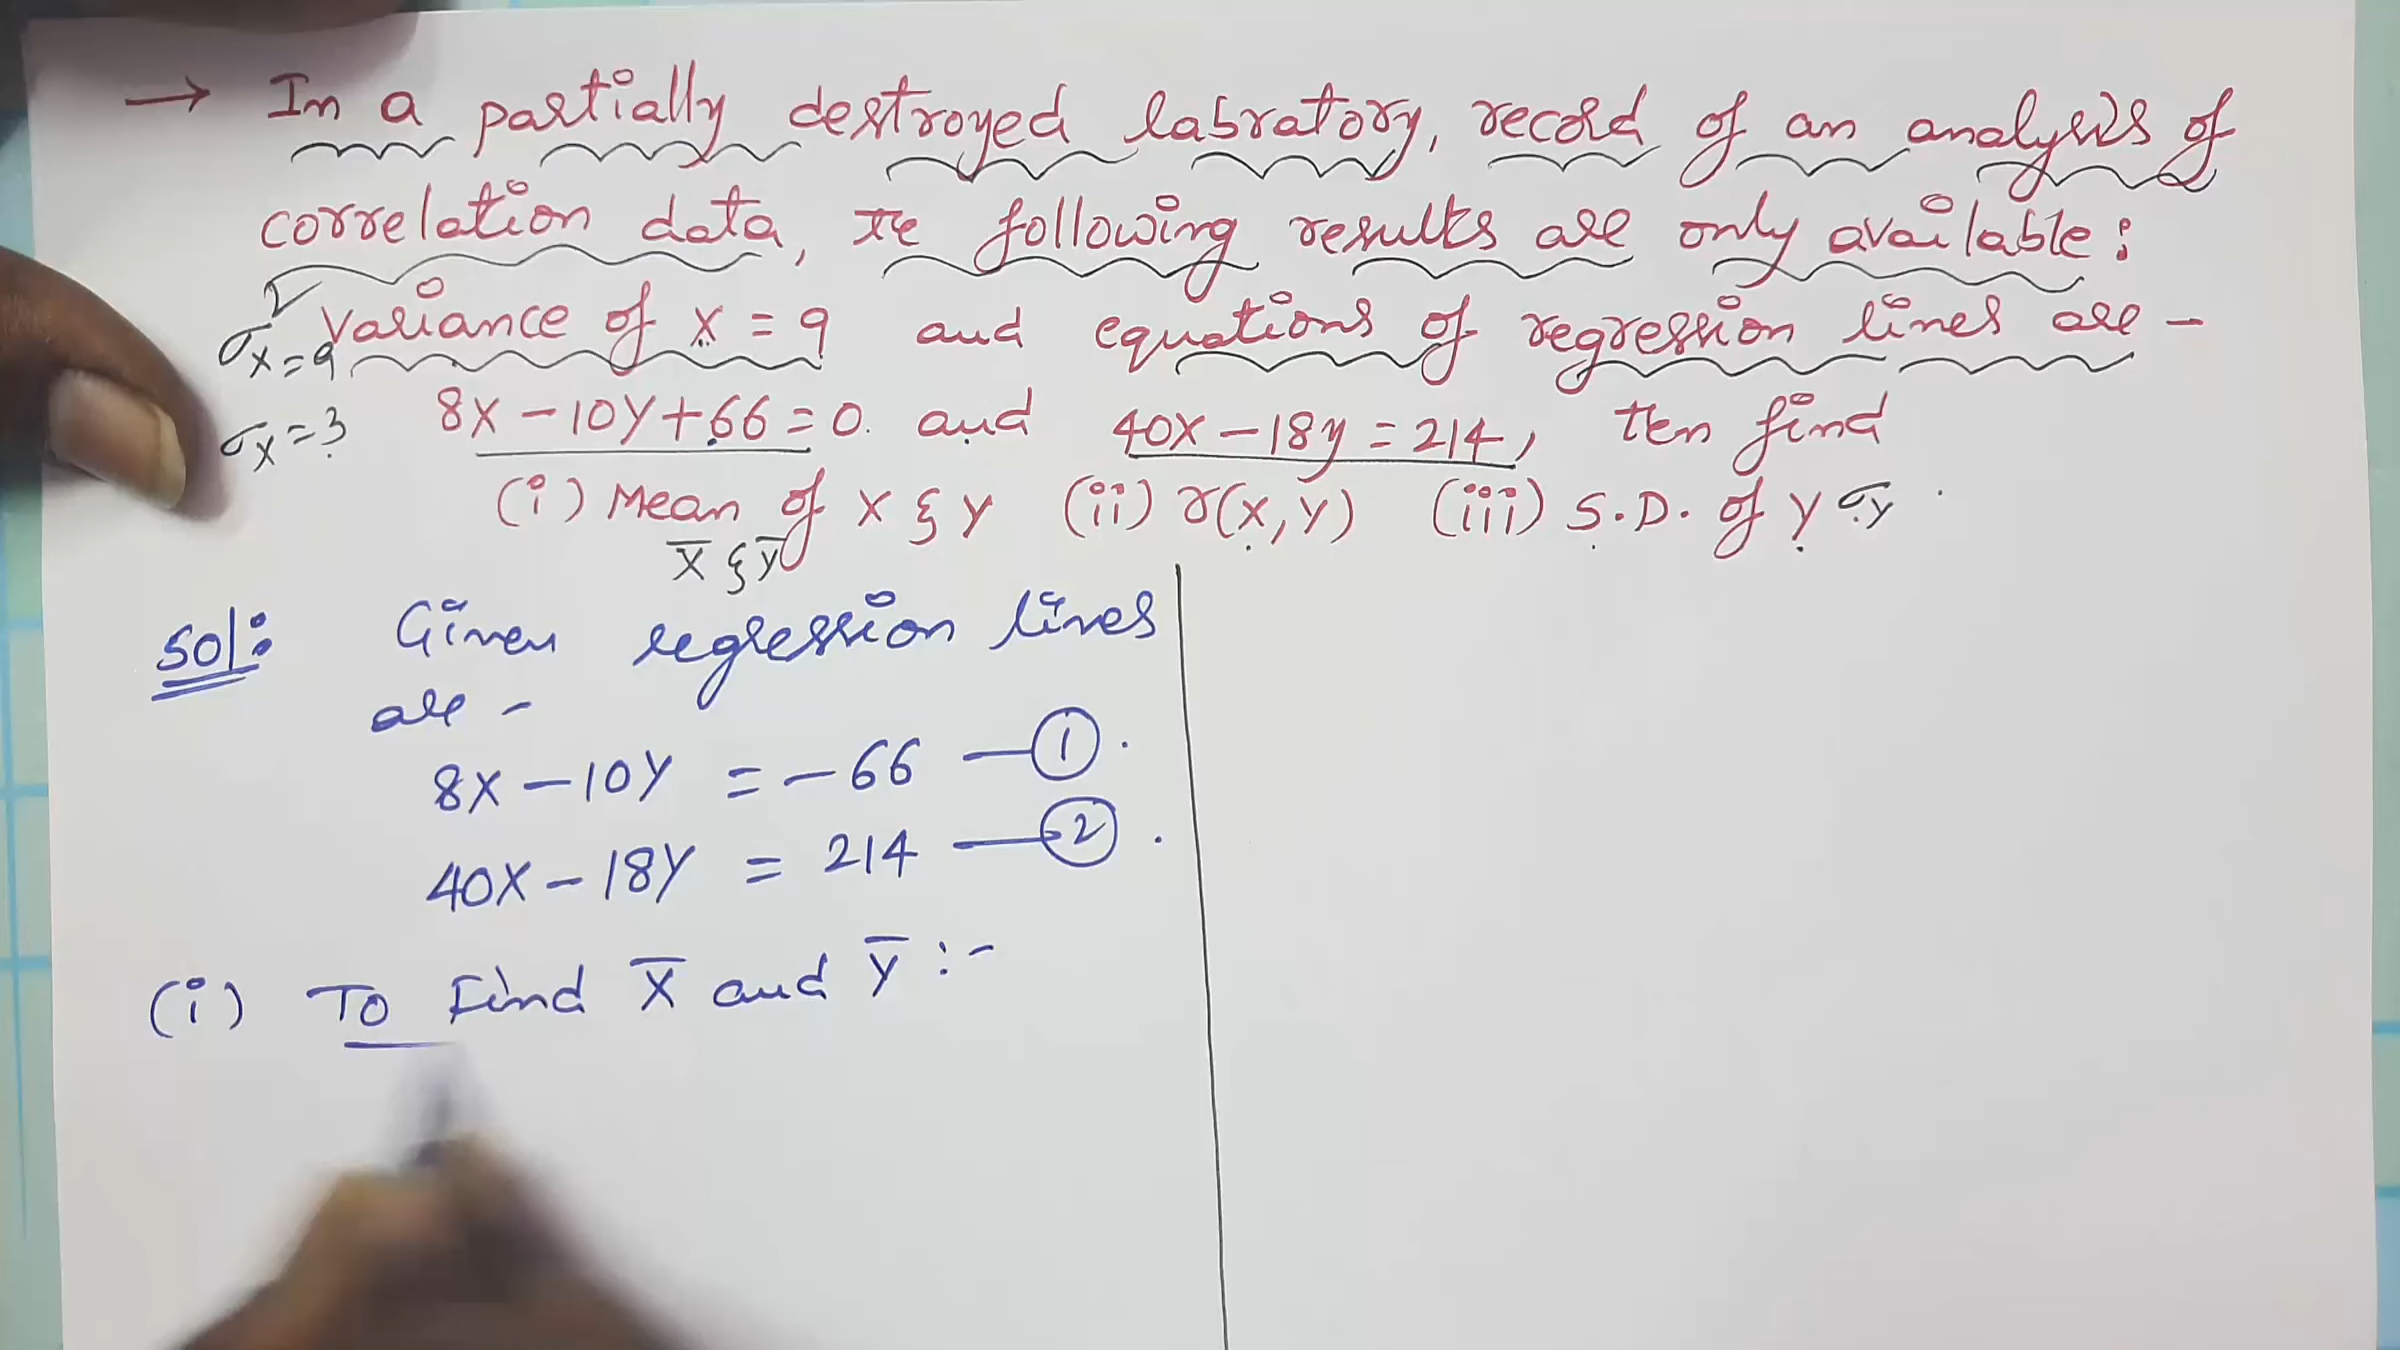 → In a partially destroyed labratory, record of an analysis of
correlation data, the following results are only available:
σx²=9 Variance of X = 9 and equations of regression lines are -
σx=3 8X-10Y+66=0. and 40X-18Y=214, then find
(i) Mean of X & Y (ii) r(X,Y) (iii) S.D. of Y σy
X̅ & Y̅
Sol: Given regression lines
are -
8X-10Y = -66 —①.
40X-18Y = 214 —②.
(i) To Find X̅ and Y̅ :-